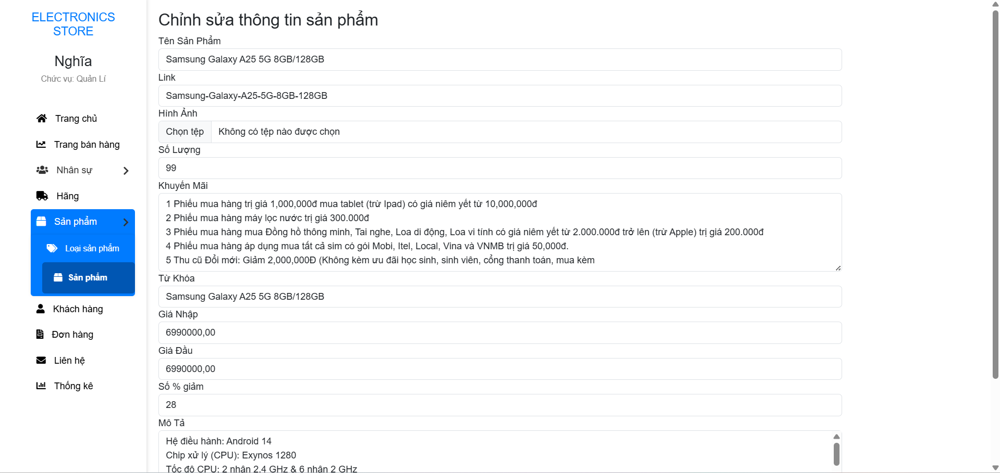 ELECTRONICS
STORE
Nghĩa
Chức vụ: Quản Lí
Trang chủ
Trang bán hàng
Nhân sự
Hãng
Sản phẩm
Loại sản phẩm
Sản phẩm
Khách hàng
Đơn hàng
Liên hệ
Thống kê
Chỉnh sửa thông tin sản phẩm
Tên Sản Phẩm
Samsung Galaxy A25 5G 8GB/128GB
Link
Samsung-Galaxy-A25-5G-8GB-128GB
Hình Ảnh
Chọn tệp Không có tệp nào được chọn
Số Lượng
99
Khuyến Mãi
1 Phiếu mua hàng trị giá 1,000,000đ mua tablet (trừ Ipad) có giá niêm yết từ 10,000,000đ
2 Phiếu mua hàng máy lọc nước trị giá 300.000đ
3 Phiếu mua hàng mua Đồng hồ thông minh, Tai nghe, Loa di động, Loa vi tính có giá niêm yết từ 2.000.000đ trở lên (trừ Apple) trị giá 200.000đ
4 Phiếu mua hàng áp dụng mua tất cả sim có gói Mobi, Itel, Local, Vina và VNMB trị giá 50,000đ.
5 Thu cũ Đổi mới: Giảm 2,000,000Đ (Không kèm ưu đãi học sinh, sinh viên, cổng thanh toán, mua kèm
Từ Khóa
Samsung Galaxy A25 5G 8GB/128GB
Giá Nhập
6990000,00
Giá Đầu
6990000,00
Số % giảm
28
Mô Tả
Hệ điều hành: Android 14
Chip xử lý (CPU): Exynos 1280
Tốc độ CPU: 2 nhân 2.4 GHz & 6 nhân 2 GHz